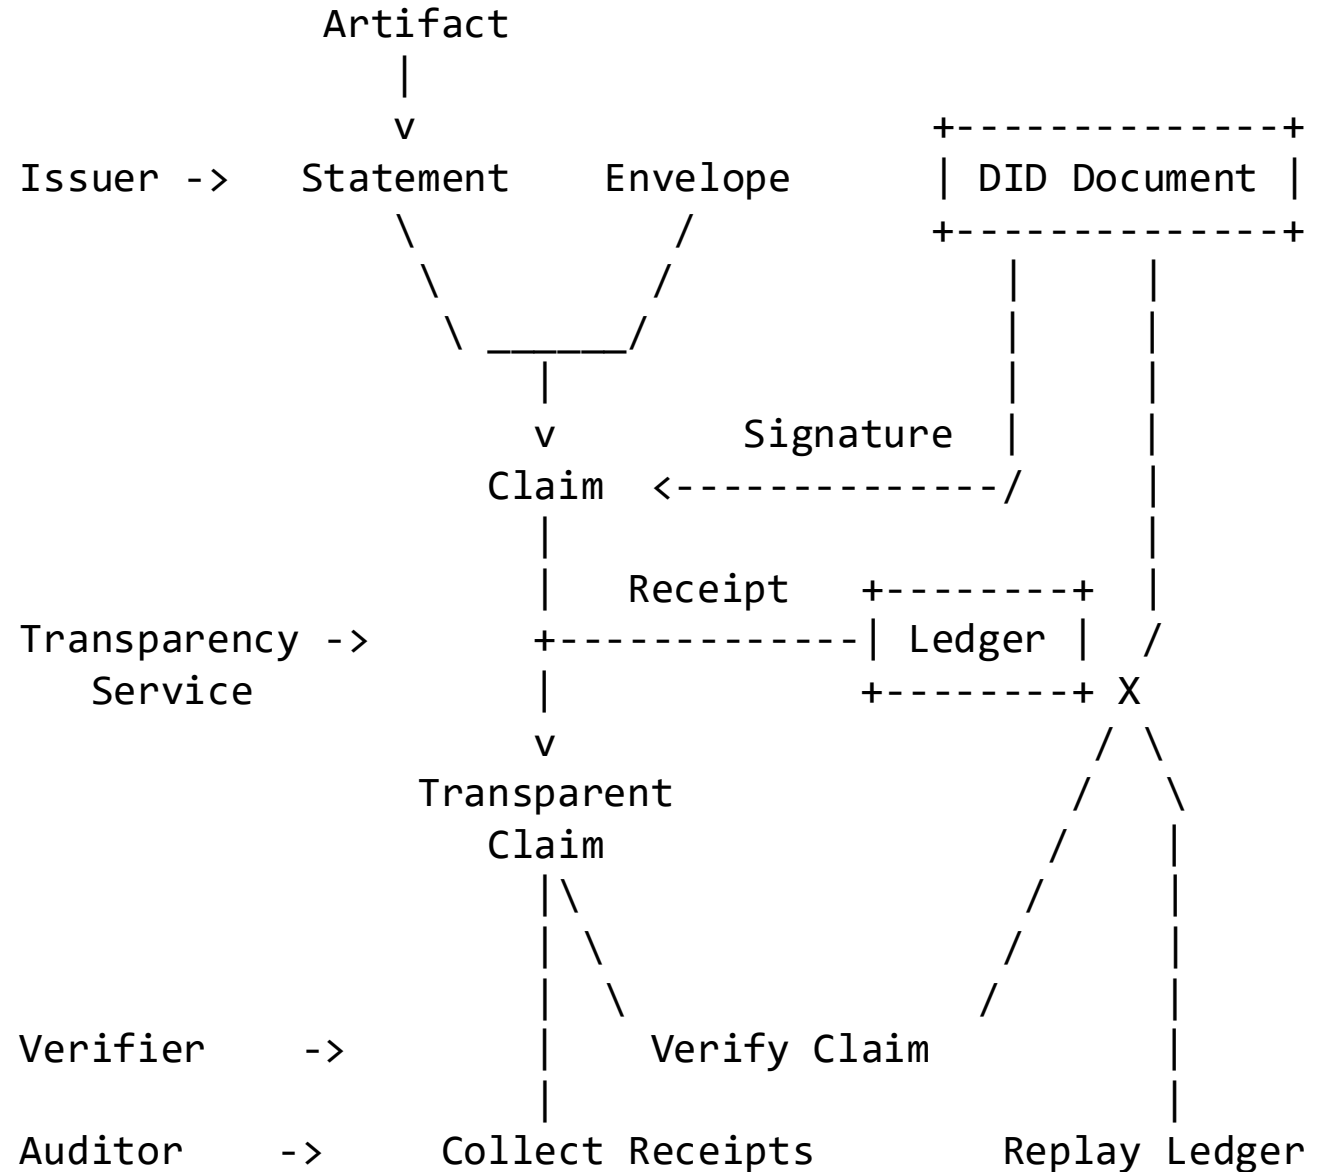 Artifact
Issuer -> Statement Envelope DID Document
Signature
Claim
Receipt
Transparency -> Ledger
Service X
Transparent
Claim
Verifier -> Verify Claim
Auditor -> Collect Receipts Replay Ledger